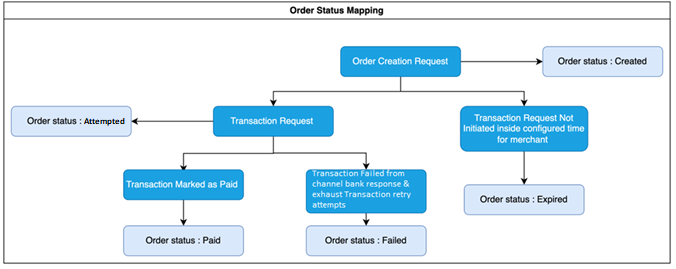 Order Status Mapping
Order Creation Request
Order status : Created
Order status : Attempted
Transaction Request
Transaction Request Not
Initiated inside configured time
for merchant
Transaction Marked as Paid
Transaction Failed from
channel bank response &
exhaust Transaction retry
attempts
Order status : Expired
Order status : Paid
Order status : Failed